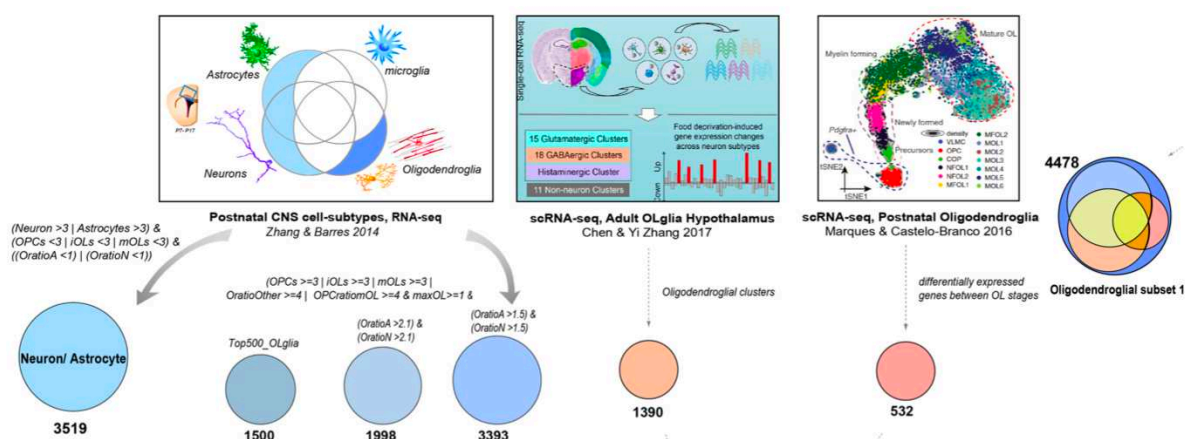 Astrocytes
microglia
P7- P17
Neurons
Oligodendroglia
Postnatal CNS cell-subtypes, RNA-seq
Zhang & Barres 2014
Single-cell RNA-seq
15 Glutamatergic Clusters
18 GABAergic Clusters
Histaminergic Cluster
11 Non-neuron Clusters
Food deprivation-induced
gene expression changes
across neuron subtypes
Up
Down
scRNA-seq, Adult OLglia Hypothalamus
Chen & Yi Zhang 2017
Mature OL
Myelin forming
Newly formed
Pdgfra+
Precursors
tSNE2
tSNE1
density
VLMC
OPC
COP
NFOL1
NFOL2
MFOL1
MFOL2
MOL1
MOL2
MOL3
MOL4
MOL5
MOL6
scRNA-seq, Postnatal Oligodendroglia
Marques & Castelo-Branco 2016
4478
Oligodendroglial subset 1
(Neuron >3 | Astrocytes >3) &
(OPCs <3 | iOLs <3 | mOLs <3) &
((OratioA <1) | (OratioN <1))
(OPCs >=3 | iOLs >=3 | mOLs >=3 |
OratioOther >=4 | OPCratiomOL >=4 & maxOL>=1 &
Top500_OLglia
(OratioA >2.1) &
(OratioN >2.1)
(OratioA >1.5) &
(OratioN >1.5)
Oligodendroglial clusters
differentially expressed
genes between OL stages
Neuron/ Astrocyte
3519
1500
1998
3393
1390
532